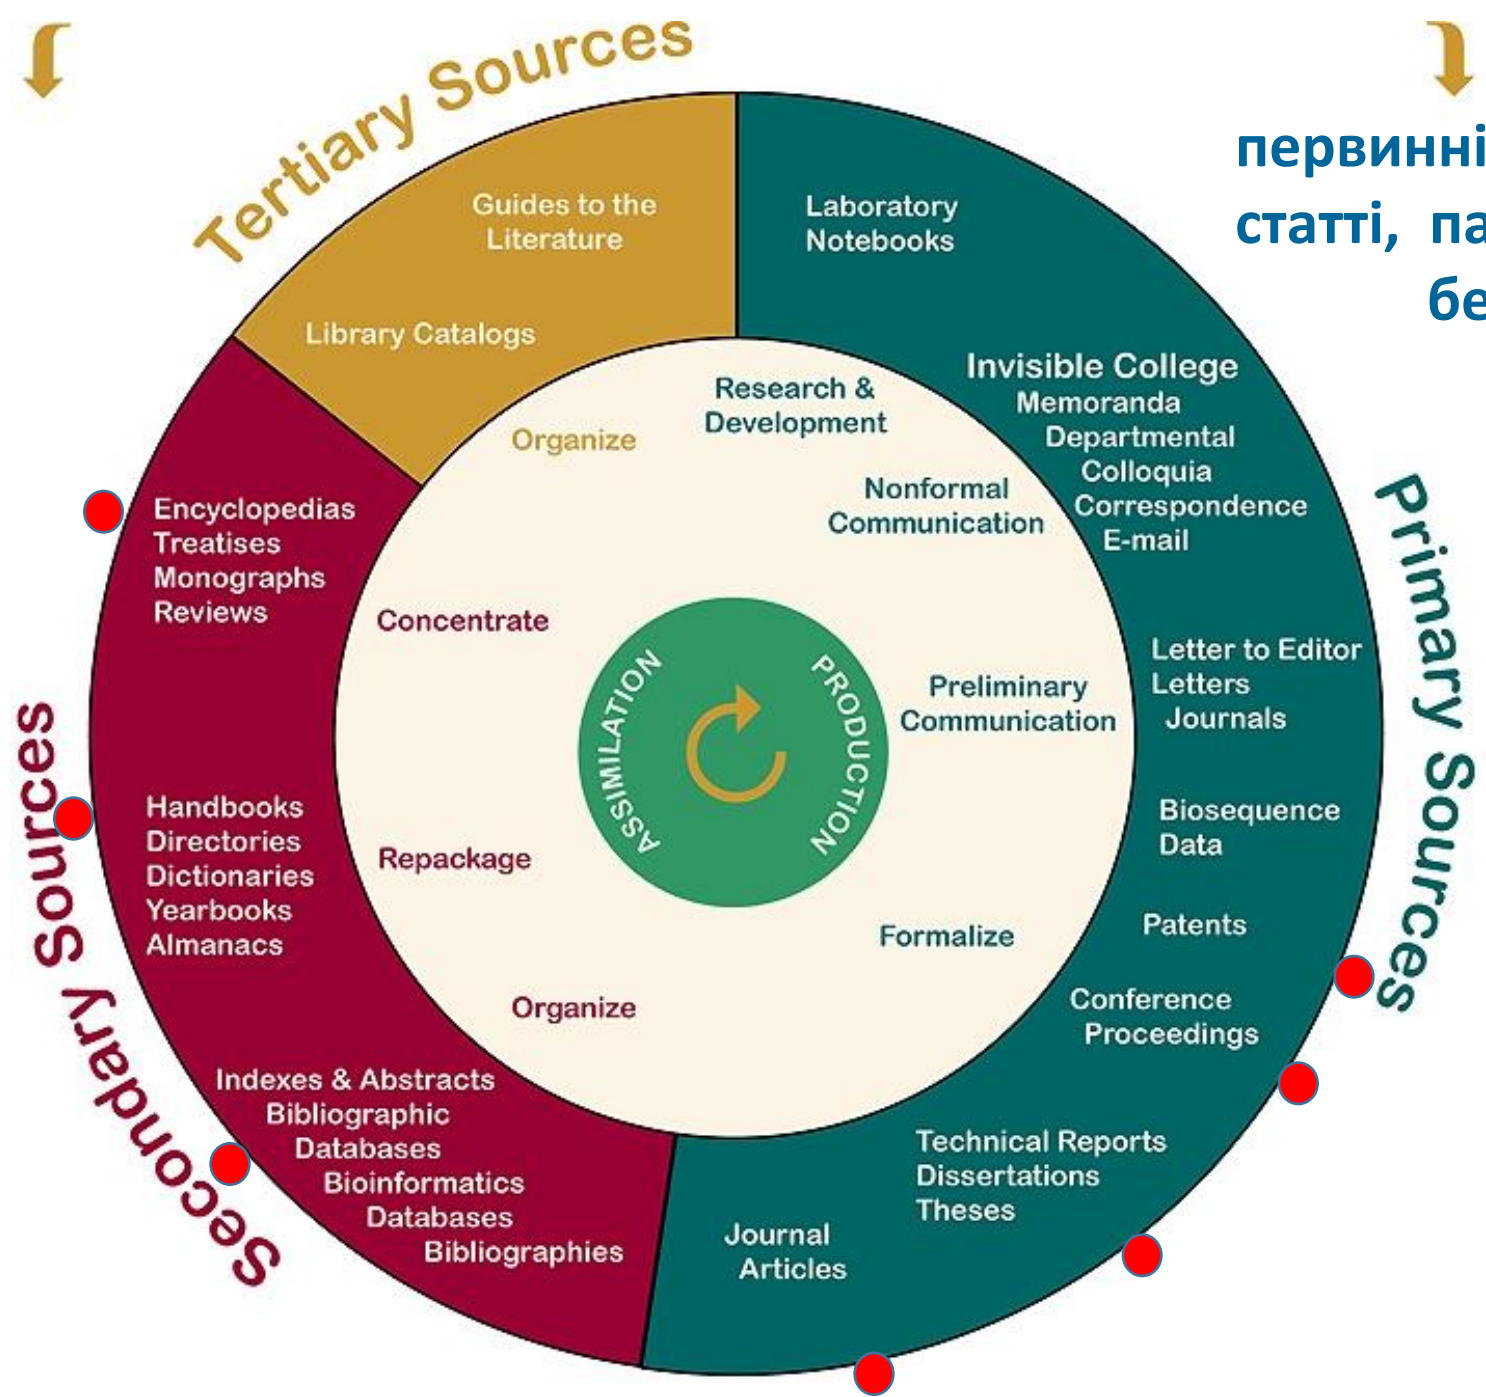 Tertiary Sources
Guides to the
Literature
Library Catalogs
Organize
Laboratory
Notebooks
первинні
статті, па
бе
Research &
Development
Invisible College
Memoranda
Departmental
Colloquia
Correspondence
E-mail
Nonformal
Communication
Primary Sources
Letter to Editor
Letters
Journals
Preliminary
Communication
Biosequence
Data
Patents
Formalize
Conference
Proceedings
Technical Reports
Dissertations
Theses
Journal
Articles
PRODUCTION
ASSIMILATION
Secondary Sources
Indexes & Abstracts
Bibliographic
Databases
Bioinformatics
Databases
Bibliographies
Organize
Handbooks
Directories
Dictionaries
Yearbooks
Almanacs
Repackage
Encyclopedias
Treatises
Monographs
Reviews
Concentrate